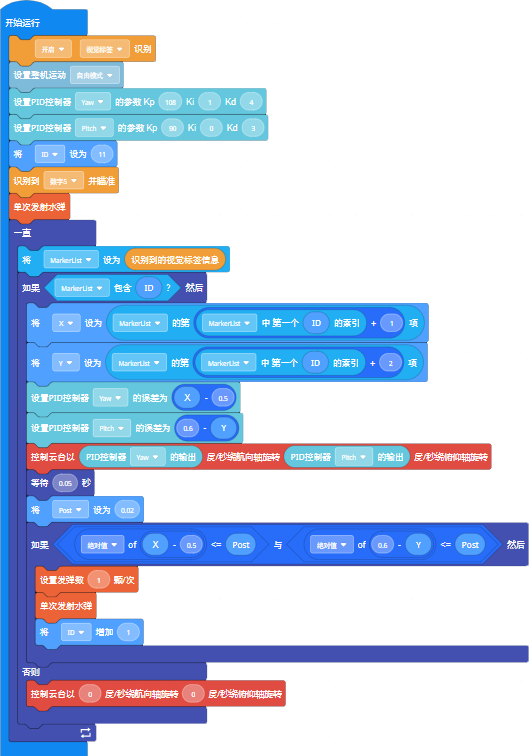 开始运行
开启 视觉标签 识别
设置整机运动 自由模式
设置PID控制器 Yaw 的参数 Kp 108 Ki 1 Kd 4
设置PID控制器 Pitch 的参数 Kp 80 Ki 0 Kd 3
将 ID 设为 11
识别到 数字5 并瞄准
单次发射水弹
一直
将 MarkerList 设为 识别到的视觉标签信息
如果 MarkerList 包含 ID ? 然后
将 X 设为 MarkerList 的第 MarkerList 中 第一个 ID 的索引 + 1 项
将 Y 设为 MarkerList 的第 MarkerList 中 第一个 ID 的索引 + 2 项
设置PID控制器 Yaw 的误差为 X - 0.5
设置PID控制器 Pitch 的误差为 0.6 - Y
控制云台以 PID控制器 Yaw 的输出 度/秒绕航向轴旋转 PID控制器 Pitch 的输出 度/秒绕俯仰轴旋转
等待 0.05 秒
将 Post 设为 0.02
如果 绝对值 of X - 0.5 <= Post 与 绝对值 of 0.6 - Y <= Post 然后
设置发弹数 1 颗/次
单次发射水弹
将 ID 增加 1
否则
控制云台以 0 度/秒绕航向轴旋转 0 度/秒绕俯仰轴旋转